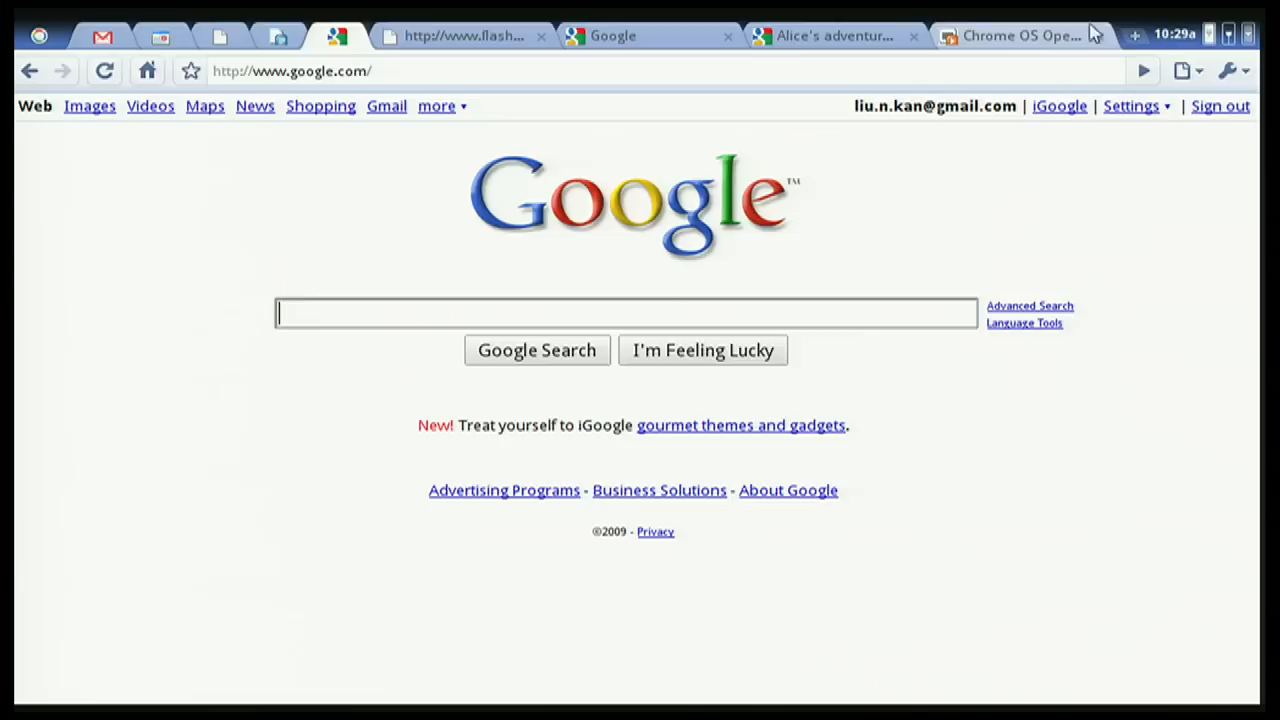 http://www.flash... Google Alice's adventur... Chrome OS Ope... 10:29a
http://www.google.com/
Web Images Videos Maps News Shopping Gmail more liu.n.kan@gmail.com | iGoogle | Settings | Sign out
Google™
Advanced Search
Language Tools
Google Search I'm Feeling Lucky
New! Treat yourself to iGoogle gourmet themes and gadgets.
Advertising Programs - Business Solutions - About Google
©2009 - Privacy